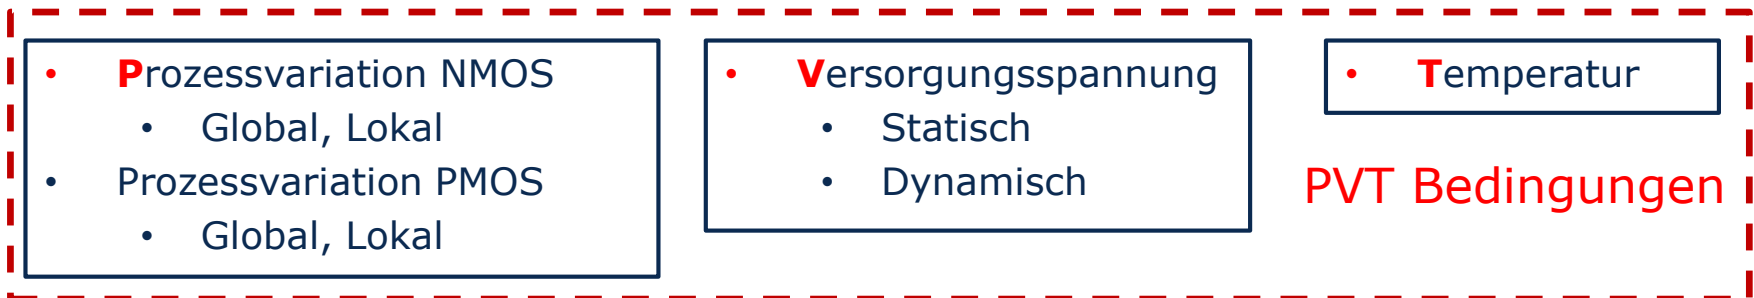 • Prozessvariation NMOS
• Global, Lokal
• Prozessvariation PMOS
• Global, Lokal
• Versorgungsspannung
• Statisch
• Dynamisch
• Temperatur
PVT Bedingungen